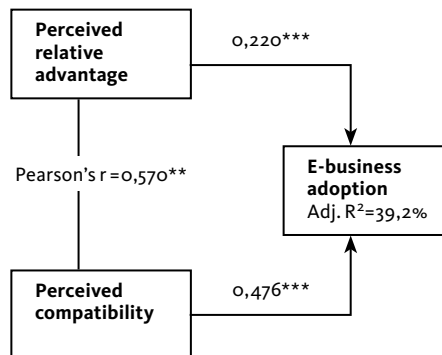 Perceived
relative
advantage
0,220***
Pearson's r =0,570**
E-business
adoption
Adj. R²=39,2%
Perceived
compatibility
0,476***